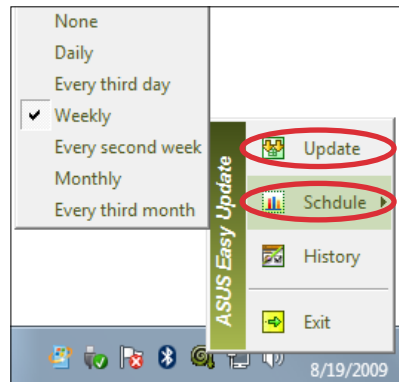 None
Daily
Every third day
Weekly
Every second week
Monthly
Every third month
ASUS Easy Update
Update
Schdule
History
Exit
8/19/2009